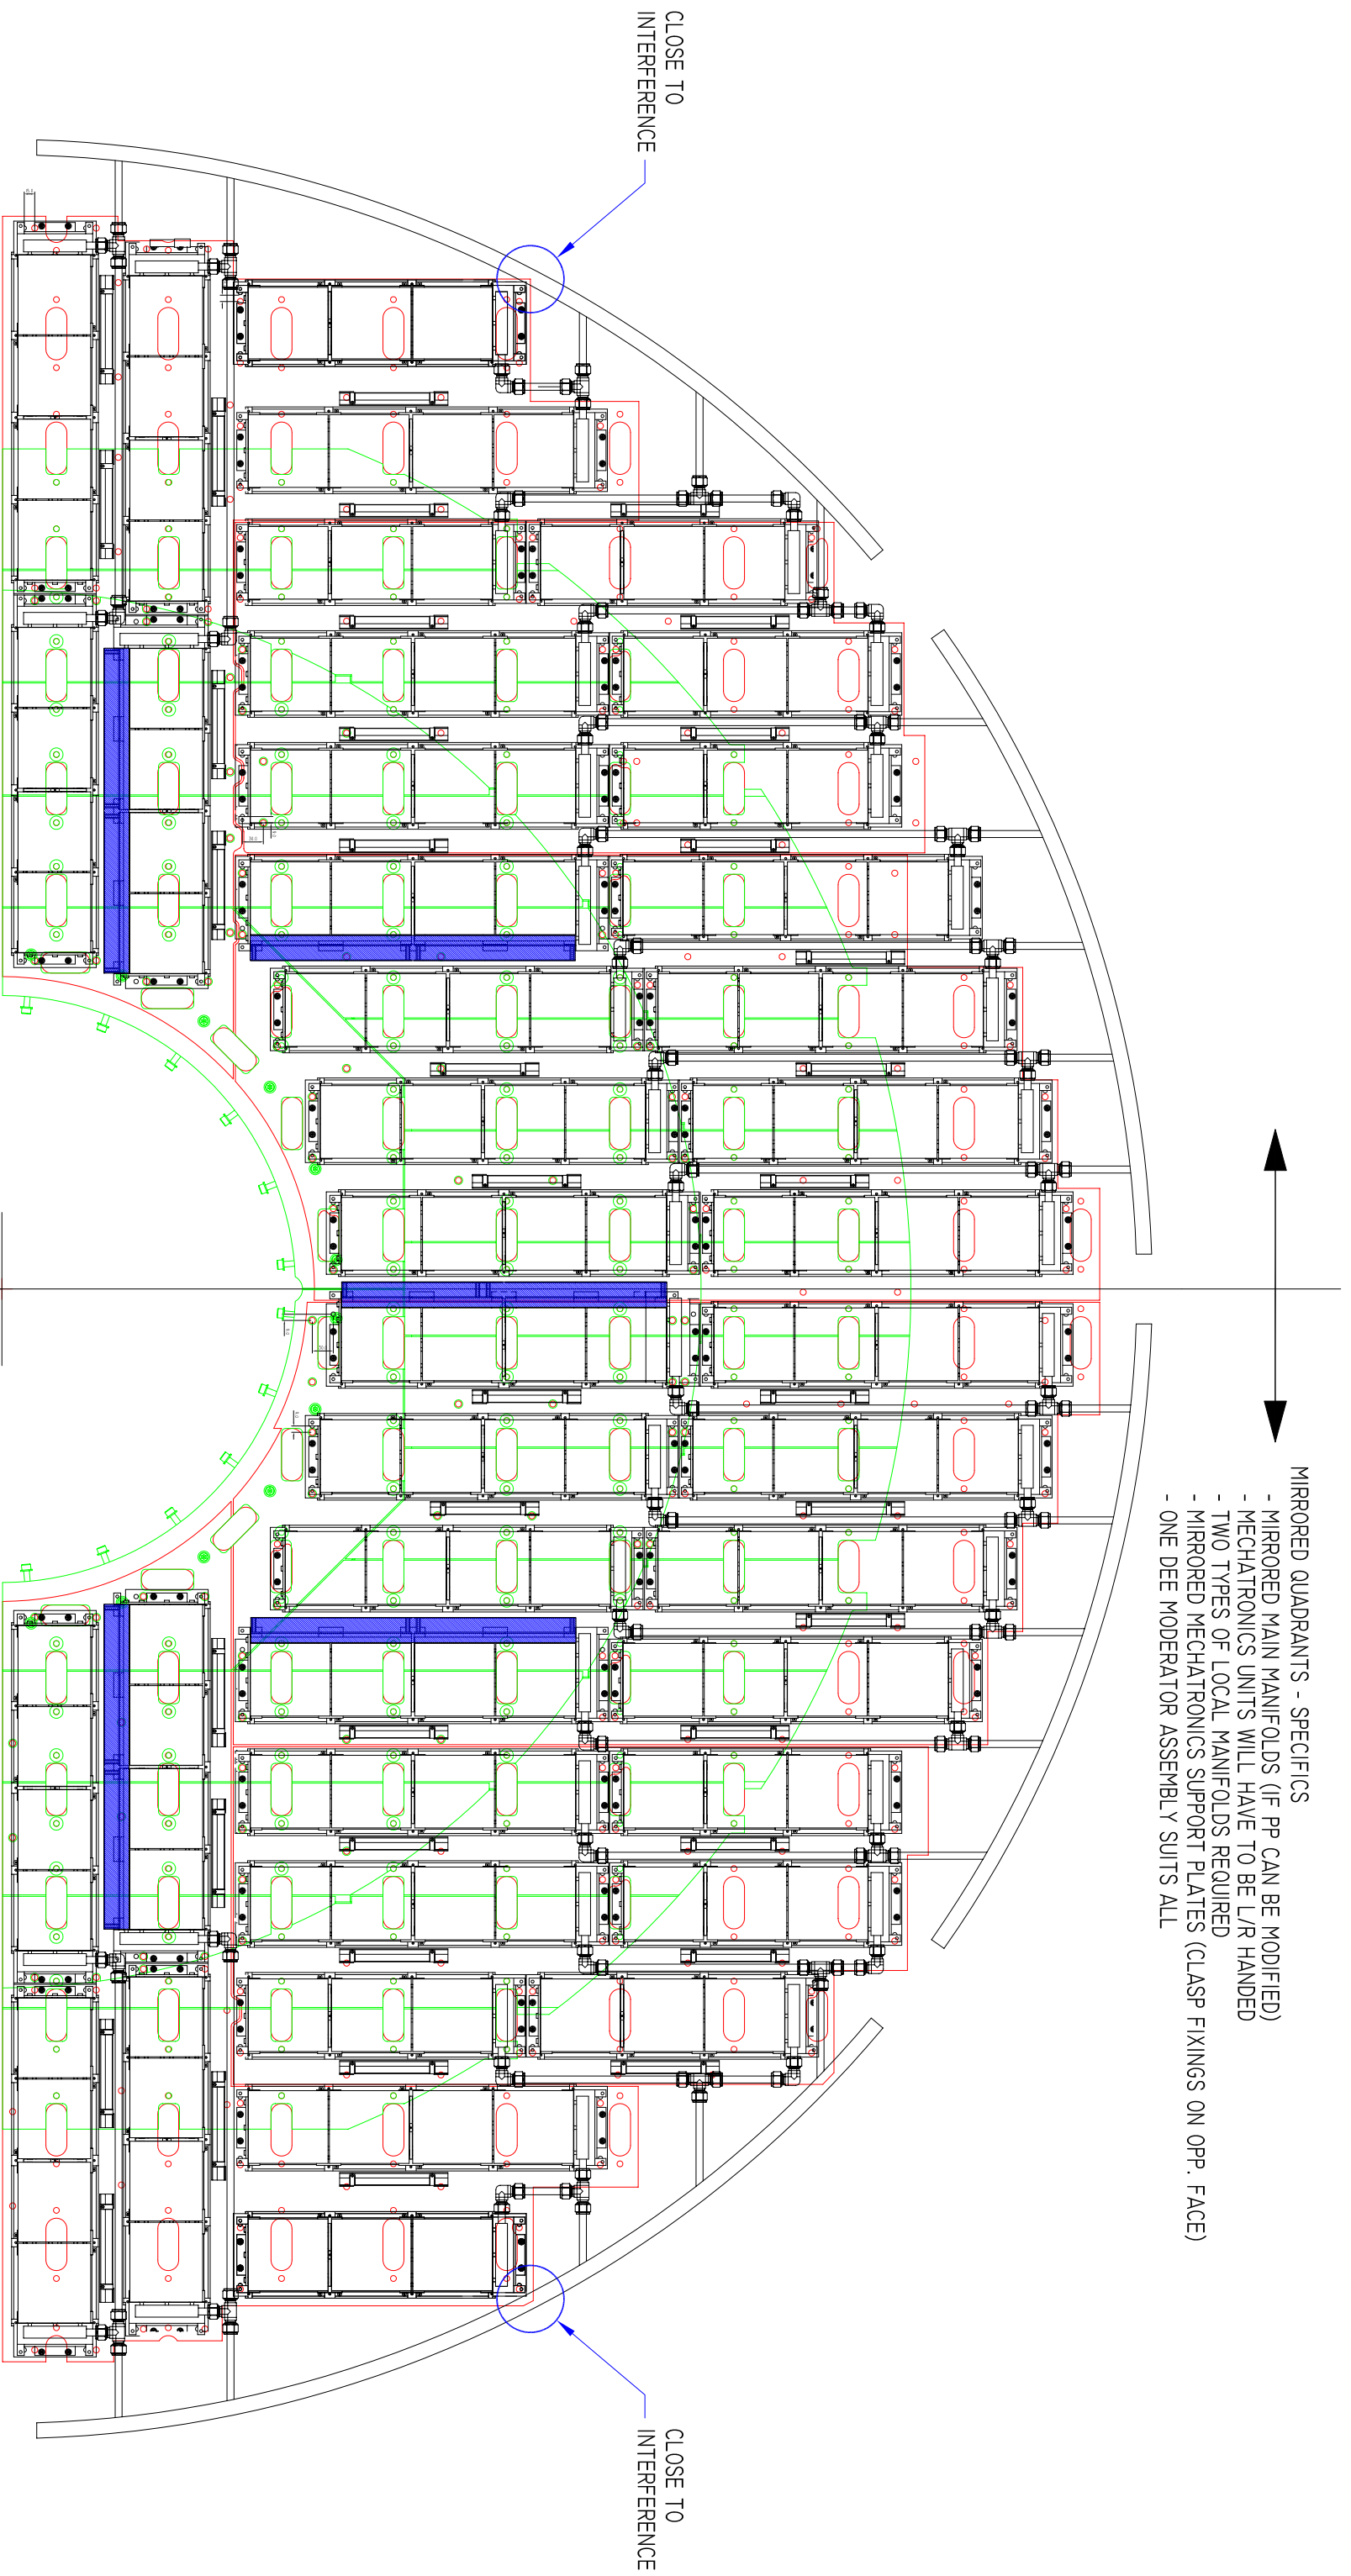 CLOSE TO
INTERFERENCE
MIRRORED QUADRANTS - SPECIFICS
- MIRRORED MAIN MANIFOLDS (IF PP CAN BE MODIFIED)
- MECHATRONICS UNITS WILL HAVE TO BE L/R HANDED
- TWO TYPES OF LOCAL MANIFOLDS REQUIRED
- MIRRORED MECHATRONICS SUPPORT PLATES (CLASP FIXINGS ON OPP. FACE)
- ONE DEE MODERATOR ASSEMBLY SUITS ALL
CLOSE TO
INTERFERENCE